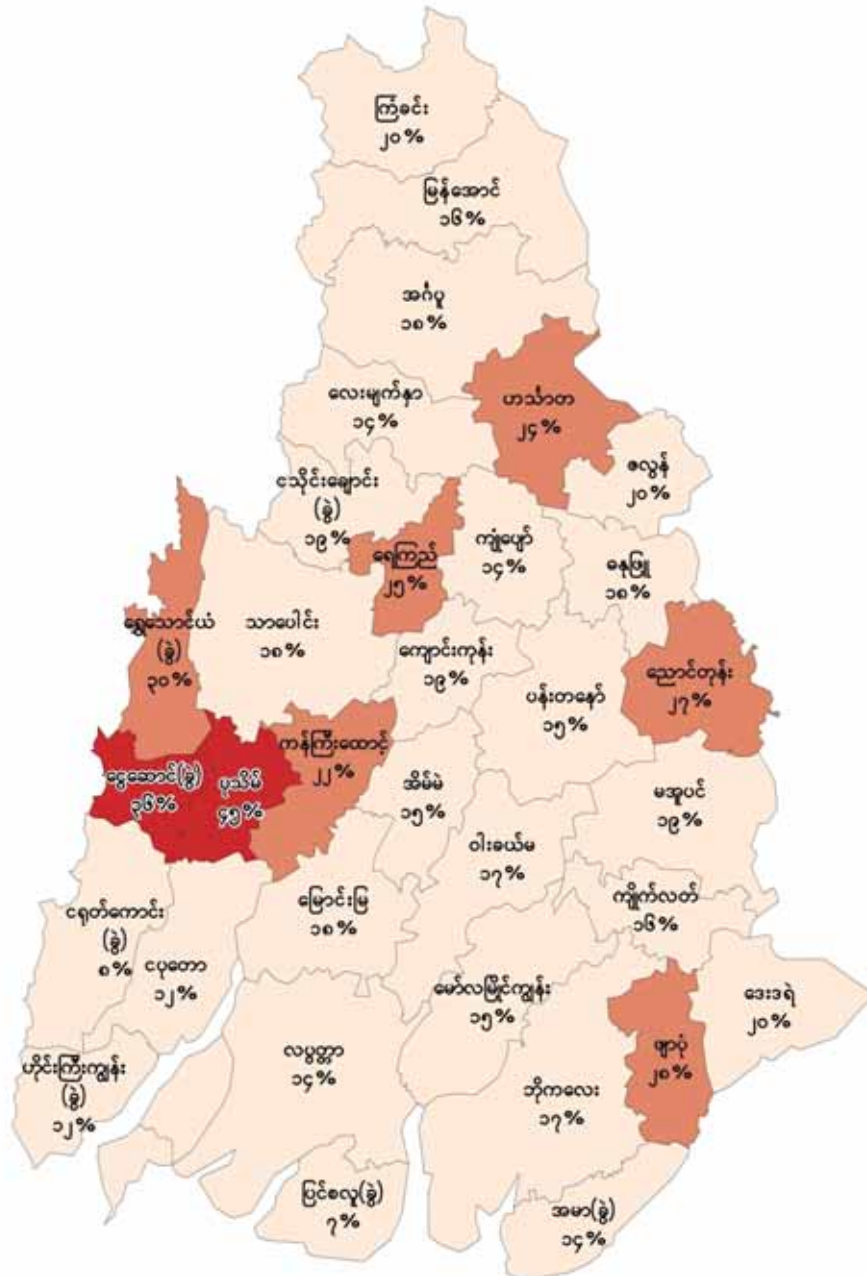 ကြံခင်း
၂၀%
မြန်အောင်
၁၆%
အင်္ဂပူ
၁၈%
လေးမျက်နှာ
၁၄%
ဟင်္သာတ
၂၄%
ဇလွန်
၂၀%
ငသိုင်းချောင်း
(ခွဲ)
၁၉%
ရေကြည်
၂၅%
ကျုံပျော်
၁၄%
ဓနုဖြူ
၁၈%
ရွှေသောင်ယံ
(ခွဲ)
၃၀%
သာပေါင်း
၁၈%
ကျောင်းကုန်း
၁၉%
ပန်းတနော်
၁၅%
ညောင်တုန်း
၂၇%
ငွေဆောင်(ခွဲ)
၃၆%
ပုသိမ်
၄၅%
ကန်ကြီးထောင့်
၂၂%
အိမ်မဲ
၁၅%
မအူပင်
၁၉%
ဝါးခယ်မ
၁၇%
ကျိုက်လတ်
၁၆%
ငရုတ်ကောင်း
(ခွဲ)
၈%
ငပုတော
၁၂%
မြောင်းမြ
၁၈%
မော်လမြိုင်ကျွန်း
၁၅%
ဖျာပုံ
၂၈%
ဒေးဒရဲ
၂၀%
ဟိုင်းကြီးကျွန်း
(ခွဲ)
၁၂%
လပွတ္တာ
၁၄%
ဘိုကလေး
၁၇%
ပြင်စလူ(ခွဲ)
၇%
အမာ(ခွဲ)
၁၄%